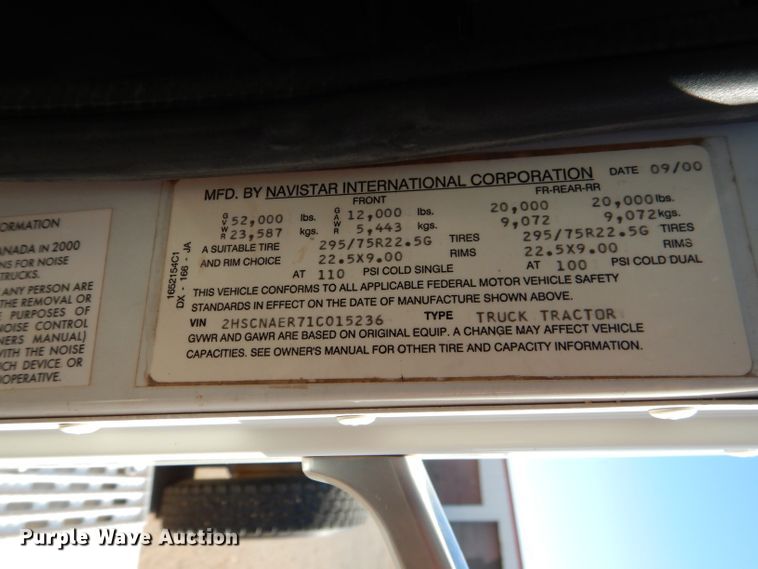 MFD. BY NAVISTAR INTERNATIONAL CORPORATION DATE 09/00
FRONT FR-REAR-RR
GVWR 52,000 lbs. GAWR 12,000 lbs. 20,000 20,000 lbs.
23,587 kgs. 5,443 kgs. 9,072 9,072 kgs.
A SUITABLE TIRE 295/75R22.5G TIRES 295/75R22.5G TIRES
AND RIM CHOICE 22.5X9.00 RIMS 22.5X9.00 RIMS
AT 110 PSI COLD SINGLE AT 100 PSI COLD DUAL
THIS VEHICLE CONFORMS TO ALL APPLICABLE FEDERAL MOTOR VEHICLE SAFETY
STANDARDS IN EFFECT ON THE DATE OF MANUFACTURE SHOWN ABOVE.
VIN 2HSCNAER71C015236 TYPE TRUCK TRACTOR
GVWR AND GAWR ARE BASED ON ORIGINAL EQUIP. A CHANGE MAY AFFECT VEHICLE
CAPACITIES. SEE OWNER'S MANUAL FOR OTHER TIRE AND CAPACITY INFORMATION.
1652154C1
DX - 166 - JA
ORMATION
ANADA IN 2000
NS FOR NOISE
TRUCKS.
ANY PERSON ARE
THE REMOVAL OR
E PURPOSES OF
NOISE CONTROL
NERS MANUAL)
WITH THE NOISE
CH DEVICE OR
NOPERATIVE.
Purple Wave Auction